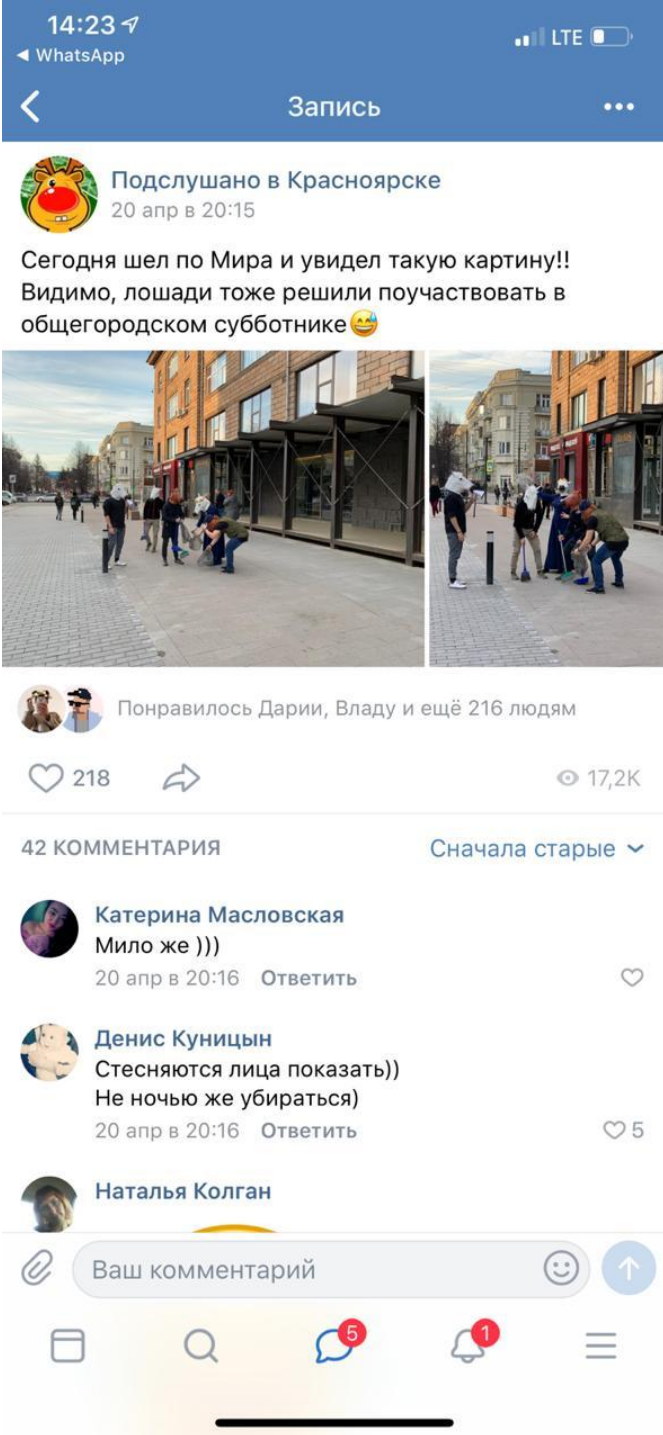 14:23
LTE
WhatsApp
Запись
Подслушано в Красноярске
20 апр в 20:15
Сегодня шел по Мира и увидел такую картину!!
Видимо, лошади тоже решили поучаствовать в
общегородском субботнике😅
Понравилось Дарии, Владу и ещё 216 людям
218
17,2K
42 КОММЕНТАРИЯ
Сначала старые
Катерина Масловская
Мило же )))
20 апр в 20:16 Ответить
Денис Куницын
Стесняются лица показать))
Не ночью же убираться)
20 апр в 20:16 Ответить
5
Наталья Колган
Ваш комментарий
5
1